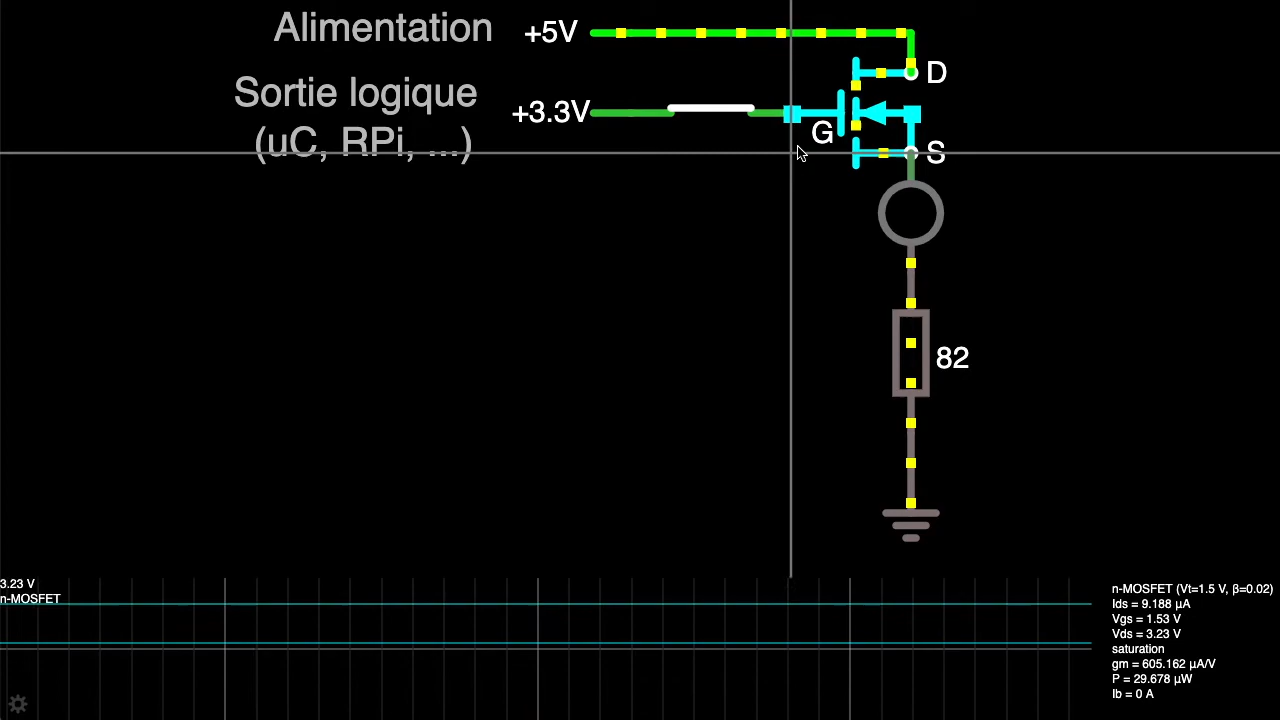 Alimentation
+5V
D
Sortie logique
+3.3V
(uC, RPi, ...)
G
S
82
3.23 V
n-MOSFET
n-MOSFET (Vt=1.5 V, β=0.02)
Ids = 9.188 μA
Vgs = 1.53 V
Vds = 3.23 V
saturation
gm = 605.162 μA/V
P = 29.678 μW
Ib = 0 A